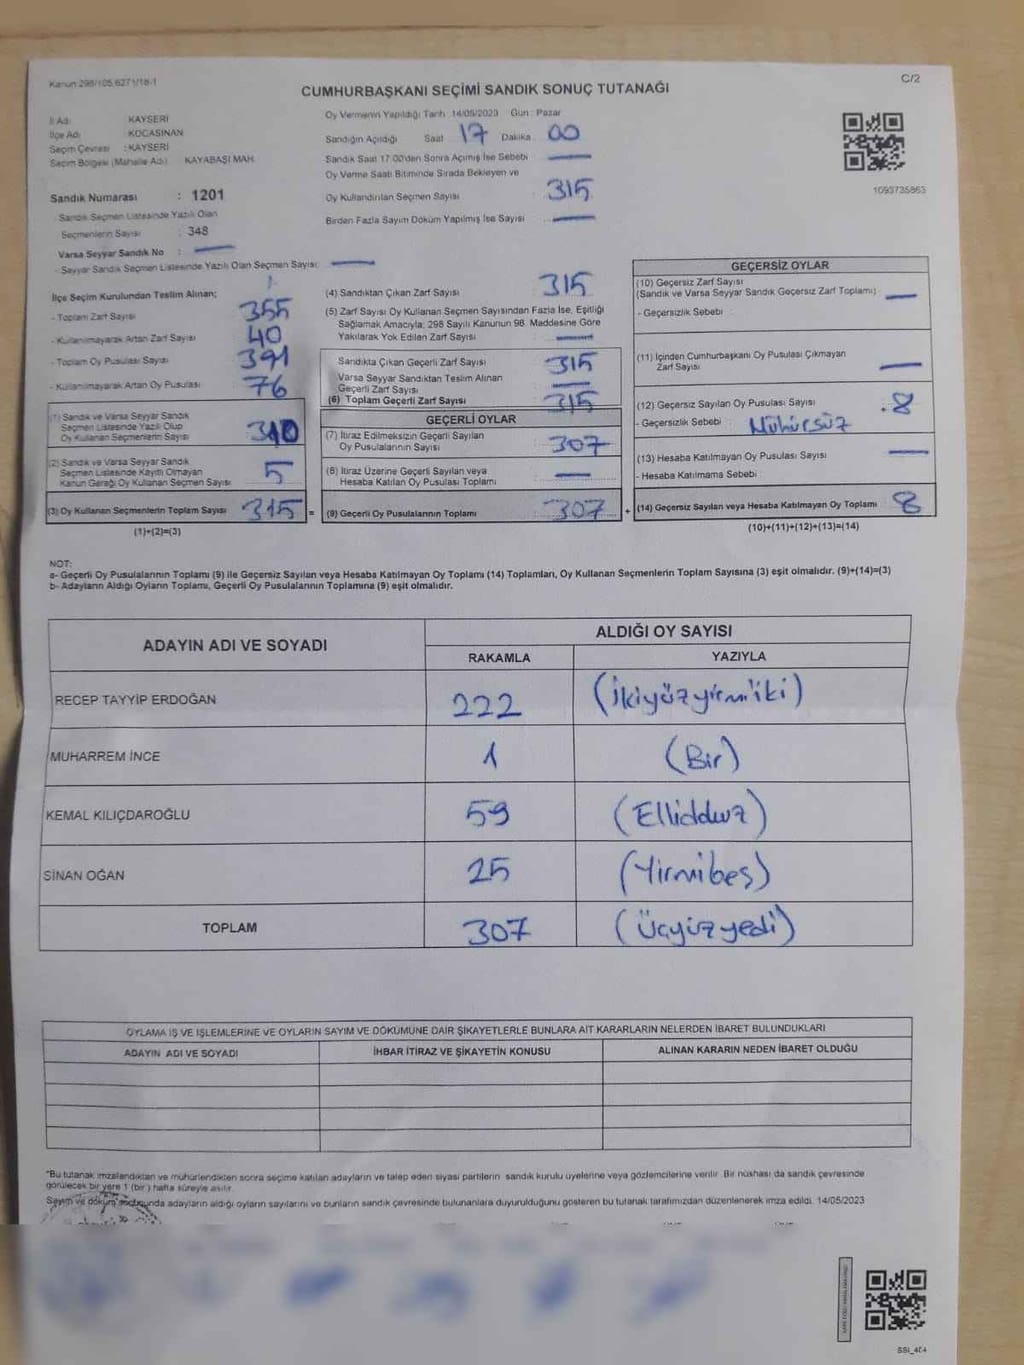 Kanun 298/105,6271/18-1
C/2
CUMHURBAŞKANI SEÇİMİ SANDIK SONUÇ TUTANAĞI
İl Adı KAYSERİ
İlçe Adı KOCASİNAN
Seçim Çevresi : KAYSERİ
Seçim Bölgesi (Mahalle Adı) KAYABAŞI MAH.
Sandık Numarası : 1201
Sandık Seçmen Listesinde Yazılı Olan
Seçmenlerin Sayısı : 348
Varsa Seyyar Sandık No :
- Seyyar Sandık Seçmen Listesinde Yazılı Olan Seçmen Sayısı:
Oy Vermenin Yapıldığı Tarih 14/05/2023 Gün : Pazar
Sandığın Açıldığı Saat 17 Dakika 00
Sandık Saat 17.00'den Sonra Açılmış İse Sebebi
Oy Verme Saati Bitiminde Sırada Bekleyen ve
Oy Kullandırılan Seçmen Sayısı : 315
Birden Fazla Sayım Döküm Yapılmış İse Sayısı
1093735863
İlçe Seçim Kurulundan Teslim Alınan;
- Toplam Zarf Sayısı 355
- Kullanılmayarak Artan Zarf Sayısı 40
- Toplam Oy Pusulası Sayısı 391
- Kullanılmayarak Artan Oy Pusulası 76
(1) Sandık ve Varsa Seyyar Sandık
Seçmen Listesinde Yazılı Olup
Oy Kullanan Seçmenlerin Sayısı 310
(2) Sandık ve Varsa Seyyar Sandık
Seçmen Listesinde Kayıtlı Olmayan
Kanun Gereği Oy Kullanan Seçmen Sayısı 5
(3) Oy Kullanan Seçmenlerin Toplam Sayısı 315 =
(1)+(2)=(3)
(4) Sandıktan Çıkan Zarf Sayısı 315
(5) Zarf Sayısı Oy Kullanan Seçmen Sayısından Fazla İse, Eşitliği
Sağlamak Amacıyla; 298 Sayılı Kanunun 98. Maddesine Göre
Yakılarak Yok Edilen Zarf Sayısı
Sandıkta Çıkan Geçerli Zarf Sayısı 315
Varsa Seyyar Sandıktan Teslim Alınan
Geçerli Zarf Sayısı
(6) Toplam Geçerli Zarf Sayısı 315
GEÇERLİ OYLAR
(7) İtiraz Edilmeksizin Geçerli Sayılan
Oy Pusulalarının Sayısı 307
(8) İtiraz Üzerine Geçerli Sayılan veya
Hesaba Katılan Oy Pusulası Toplamı
(9) Geçerli Oy Pusulalarının Toplamı 307 +
GEÇERSİZ OYLAR
(10) Geçersiz Zarf Sayısı
(Sandık ve Varsa Seyyar Sandık Geçersiz Zarf Toplamı)
- Geçersizlik Sebebi :
(11) İçinden Cumhurbaşkanı Oy Pusulası Çıkmayan
Zarf Sayısı
(12) Geçersiz Sayılan Oy Pusulası Sayısı : 8
- Geçersizlik Sebebi : Mühürsüz
(13) Hesaba Katılmayan Oy Pusulası Sayısı
- Hesaba Katılmama Sebebi :
(14) Geçersiz Sayılan veya Hesaba Katılmayan Oy Toplamı 8
(10)+(11)+(12)+(13)=(14)
NOT:
a- Geçerli Oy Pusulalarının Toplamı (9) ile Geçersiz Sayılan veya Hesaba Katılmayan Oy Toplamı (14) Toplamları, Oy Kullanan Seçmenlerin Toplam Sayısına (3) eşit olmalıdır. (9)+(14)=(3)
b- Adayların Aldığı Oyların Toplamı, Geçerli Oy Pusulalarının Toplamına (9) eşit olmalıdır.
ADAYIN ADI VE SOYADI ALDIĞI OY SAYISI
RAKAMLA YAZIYLA
RECEP TAYYİP ERDOĞAN 222 (İkiyüzyirmiiki)
MUHARREM İNCE 1 (Bir)
KEMAL KILIÇDAROĞLU 59 (Ellidokuz)
SİNAN OĞAN 25 (Yirmibeş)
TOPLAM 307 (Üçyüzyedi)
OYLAMA İŞ VE İŞLEMLERİNE VE OYLARIN SAYIM VE DÖKÜMÜNE DAİR ŞİKAYETLERLE BUNLARA AİT KARARLARIN NELERDEN İBARET BULUNDUKLARI
ADAYIN ADI VE SOYADI İHBAR İTİRAZ VE ŞİKAYETİN KONUSU ALINAN KARARIN NEDEN İBARET OLDUĞU
"Bu tutanak imzalandıktan ve mühürlendikten sonra seçime katılan adayların ve talep eden siyasi partilerin sandık kurulu üyelerine veya gözlemcilerine verilir. Bir nüshası da sandık çevresinde
görülecek bir yere 1 (bir) hafta süreyle asılır.
Sayım ve döküm sonucunda adayların aldığı oyların sayılarını ve bunların sandık çevresinde bulunanlara duyurulduğunu gösteren bu tutanak tarafımızdan düzenlenerek imza edildi. 14/05/2023